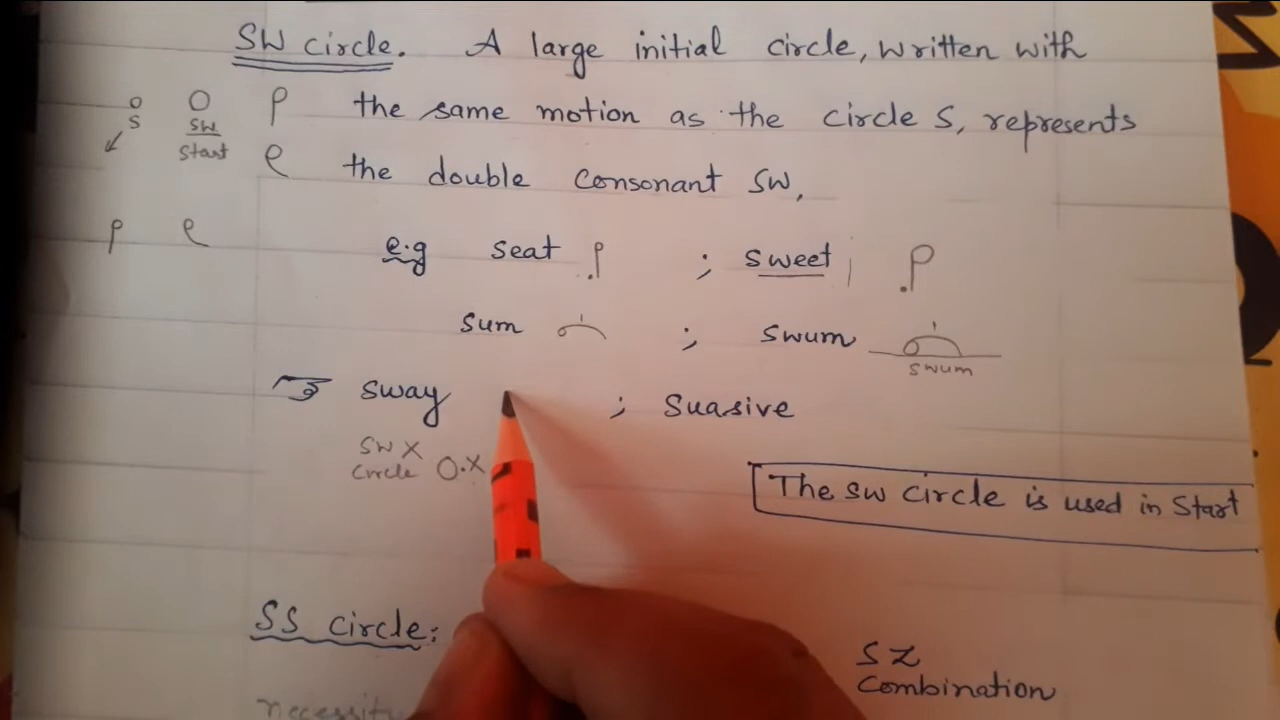 SW circle. A large initial circle, written with
the same motion as the circle S, represents
S SW
Start
the double consonant SW,
e.g seat ; sweet
sum ; swum
swum
sway ; Suasive
SW X
Circle X
The SW circle is used in Start
SS circle:
SZ
Combination
necessity